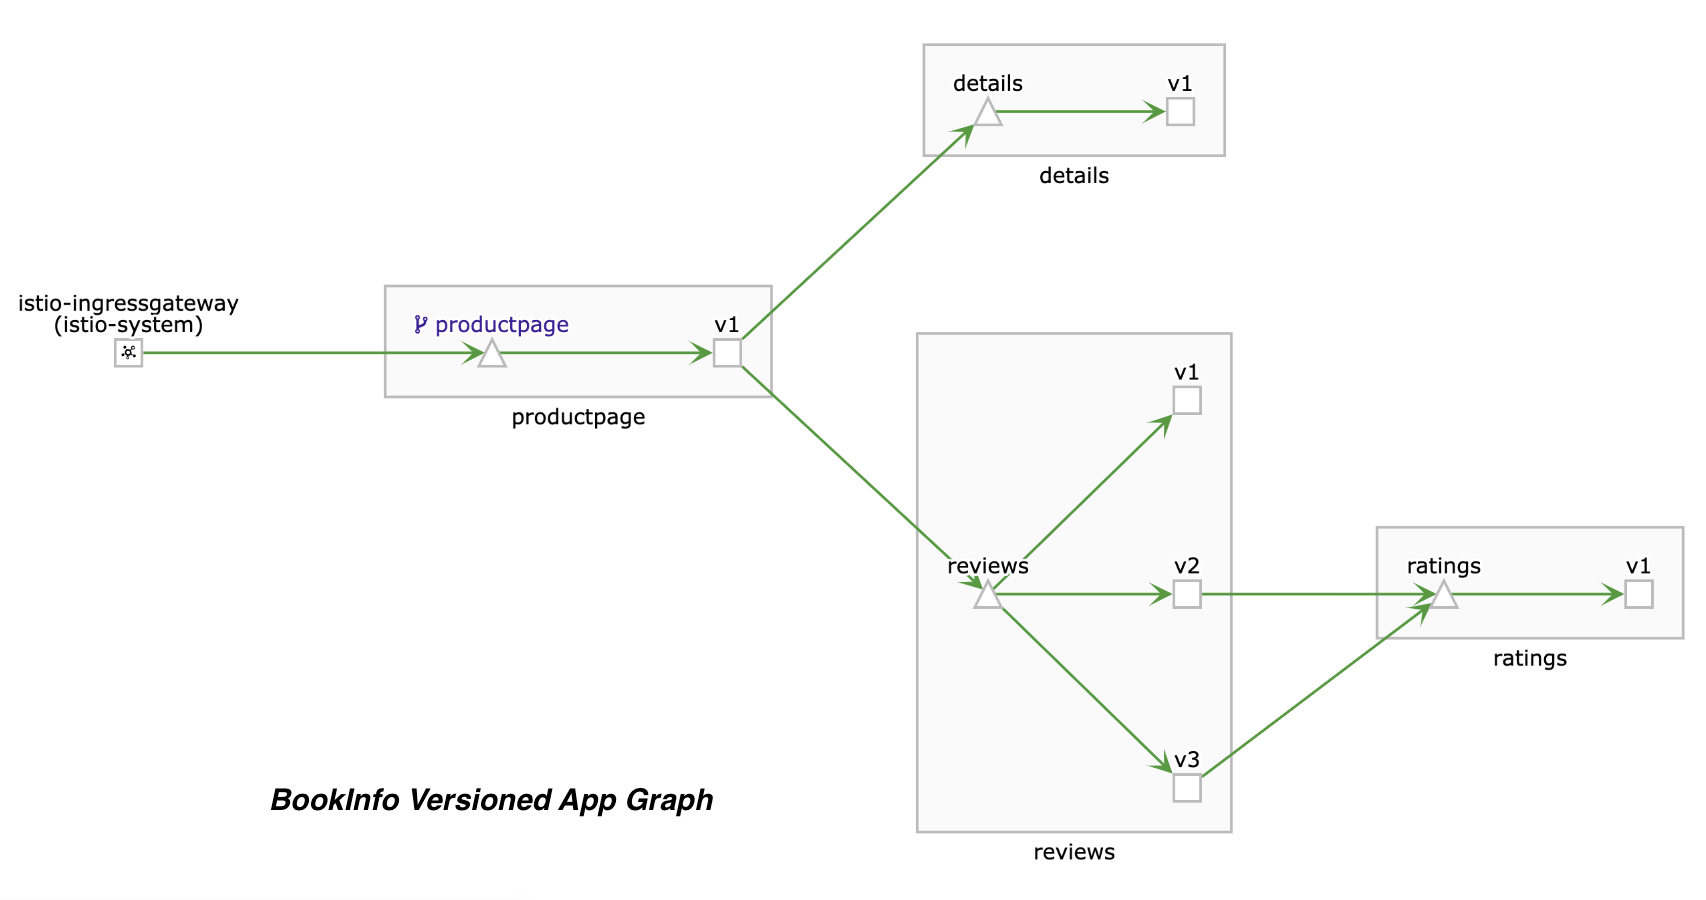 details
v1
details
istio-ingressgateway
(istio-system)
productpage
v1
productpage
v1
reviews
v2
v3
reviews
ratings
v1
ratings
BookInfo Versioned App Graph